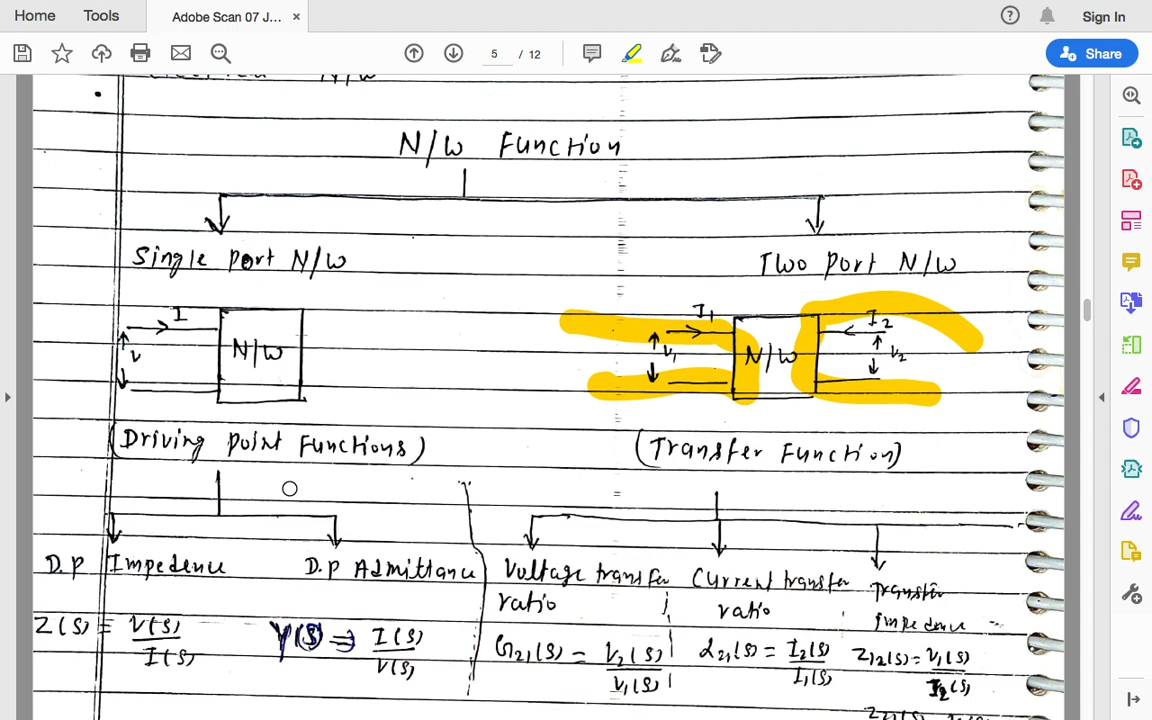 Home Tools Adobe Scan 07 J... × Sign In
5 / 12 Share
N/W
N/W Function
Single Port N/W Two Port N/W
I I1 I2
V N/W V1 N/W V2
(Driving point Functions) (Transfer Function)
D.P Impedence D.P Admittance Voltage transfer ratio Current transfer ratio Transfer impedence
Z(s) = V(s)/I(s) Y(s) ⇒ I(s)/V(s) G21(s) = V2(s)/V1(s) α21(s) = I2(s)/I1(s) Z12(s) = V1(s)/I2(s)